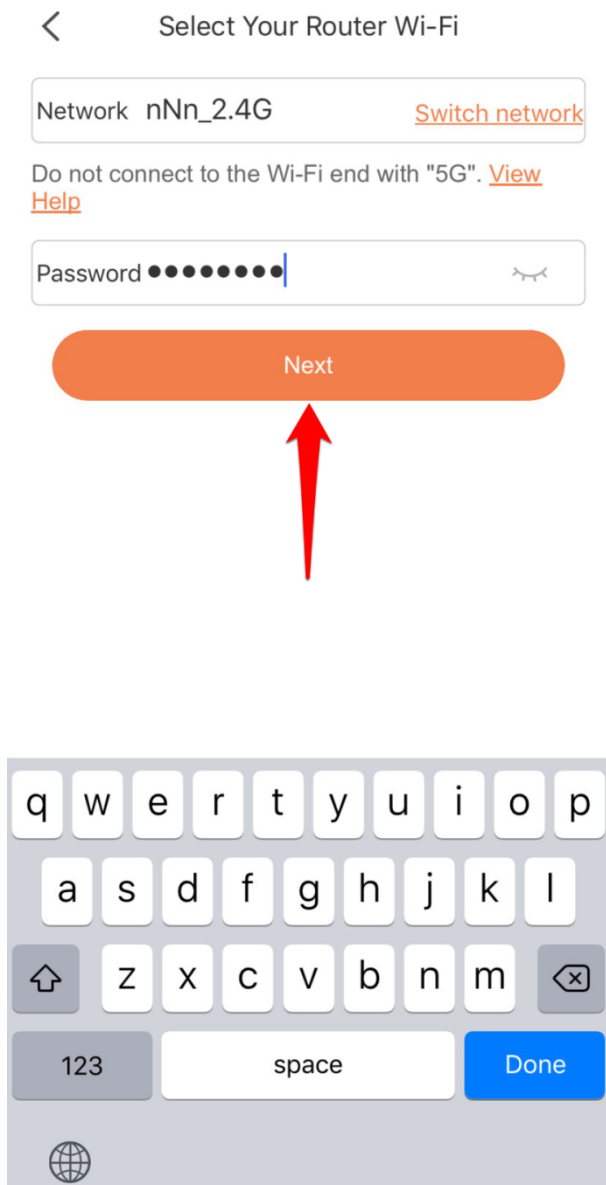 Select Your Router Wi-Fi
Network nNn_2.4G Switch network
Do not connect to the Wi-Fi end with "5G". View
Help
Password ●●●●●●●●
Next
q w e r t y u i o p
a s d f g h j k l
z x c v b n m
123 space Done